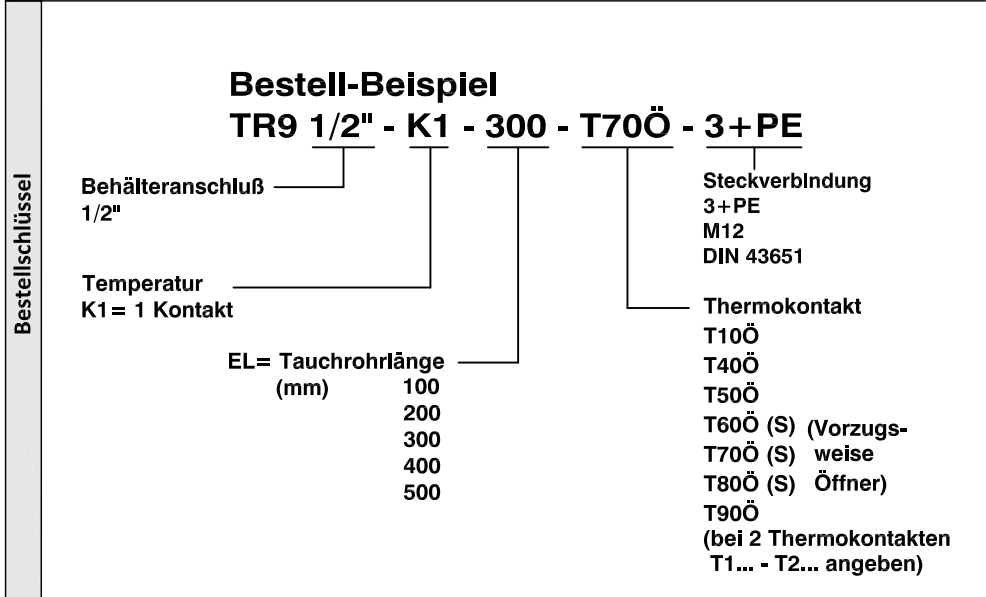 Bestellschlüssel
Bestell-Beispiel
TR9 1/2" - K1 - 300 - T70Ö - 3+PE
Behälteranschluß
1/2"
Temperatur
K1= 1 Kontakt
EL= Tauchrohrlänge
(mm) 100
200
300
400
500
Steckverbindung
3+PE
M12
DIN 43651
Thermokontakt
T10Ö
T40Ö
T50Ö
T60Ö (S) (Vorzugs-
T70Ö (S) weise
T80Ö (S) Öffner)
T90Ö
(bei 2 Thermokontakten
T1... - T2... angeben)